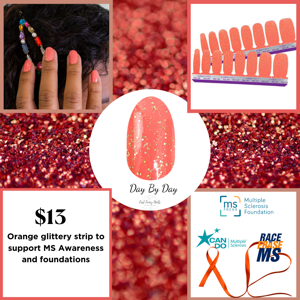 Day By Day
$13
Orange glittery strip to
support MS Awareness
and foundations
ms
Multiple
Sclerosis
Foundation
CAN
DO
Multiple
Sclerosis
RACE
MS